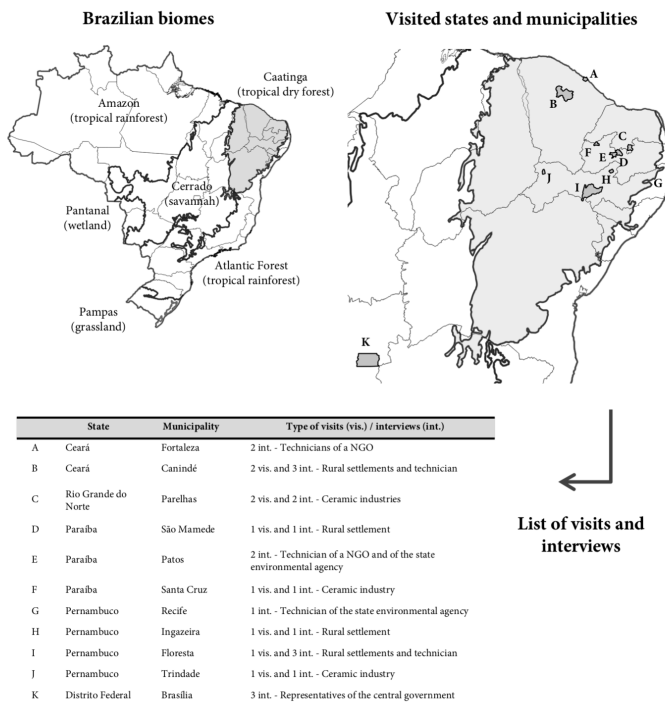 Brazilian biomes
Visited states and municipalities
Caatinga
(tropical dry forest)
Amazon
(tropical rainforest)
Cerrado
(savannah)
Pantanal
(wetland)
Atlantic Forest
(tropical rainforest)
Pampas
(grassland)
A
B
C
F
E
D
H
G
J
I
K
State Municipality Type of visits (vis.) / interviews (int.)
A Ceará Fortaleza 2 int. - Technicians of a NGO
B Ceará Canindé 2 vis. and 3 int. - Rural settlements and technician
C Rio Grande do Norte Parelhas 2 vis. and 2 int. - Ceramic industries
D Paraíba São Mamede 1 vis. and 1 int. - Rural settlement
E Paraíba Patos 2 int. - Technician of a NGO and of the state
environmental agency
F Paraíba Santa Cruz 1 vis. and 1 int. - Ceramic industry
G Pernambuco Recife 1 int. - Technician of the state environmental agency
H Pernambuco Ingazeira 1 vis. and 1 int. - Rural settlement
I Pernambuco Floresta 1 vis. and 3 int. - Rural settlements and technician
J Pernambuco Trindade 1 vis. and 1 int. - Ceramic industry
K Distrito Federal Brasília 3 int. - Representatives of the central government
List of visits and
interviews